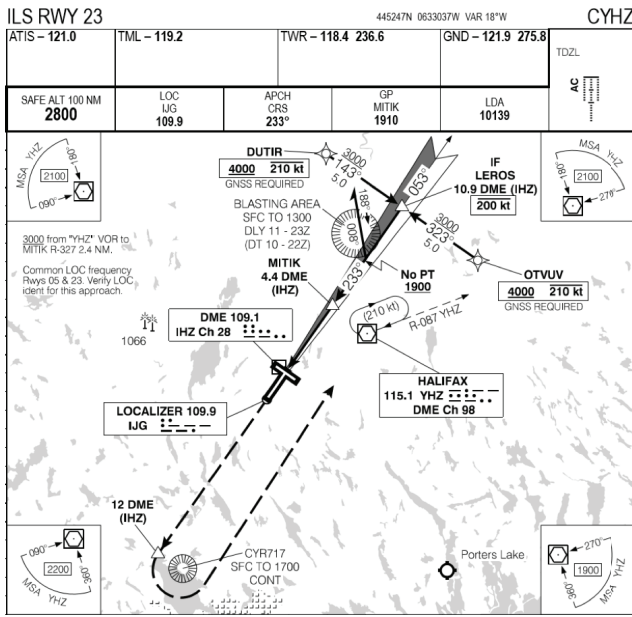 ILS RWY 23
445247N 0633037W VAR 18°W
CYHZ
ATIS – 121.0
TML – 119.2
TWR – 118.4 236.6
GND – 121.9 275.8
TDZL
AC
SAFE ALT 100 NM
2800
LOC
IJG
109.9
APCH
CRS
233°
GP
MITIK
1910
LDA
10139
MSA YHZ
180°
2100
090°
DUTIR
4000 210 kt
GNSS REQUIRED
3000
143°
5.0
053°
IF
LEROS
10.9 DME (IHZ)
200 kt
MSA YHZ
180°
2100
270°
BLASTING AREA
SFC TO 1300
DLY 11 - 23Z
(DT 10 - 22Z)
188°
008°
3000
323°
5.0
3000 from "YHZ" VOR to
MITIK R-327 2.4 NM.
Common LOC frequency
Rwys 05 & 23. Verify LOC
ident for this approach.
MITIK
4.4 DME
(IHZ)
233°
No PT
1900
OTVUV
4000 210 kt
GNSS REQUIRED
(210 kt)
R-087 YHZ
1066
DME 109.1
IHZ Ch 28
HALIFAX
115.1 YHZ
DME Ch 98
LOCALIZER 109.9
IJG
12 DME
(IHZ)
CYR717
SFC TO 1700
CONT
Porters Lake
090°
2200
360°
MSA YHZ
270°
1900
360°
MSA YHZ